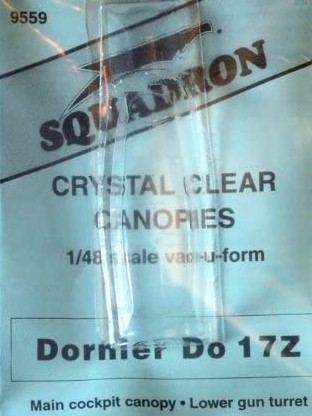 9559
SQUADRON
CRYSTAL CLEAR
CANOPIES
1/48 scale vac-u-form
Dornier Do 17Z
Main cockpit canopy • Lower gun turret